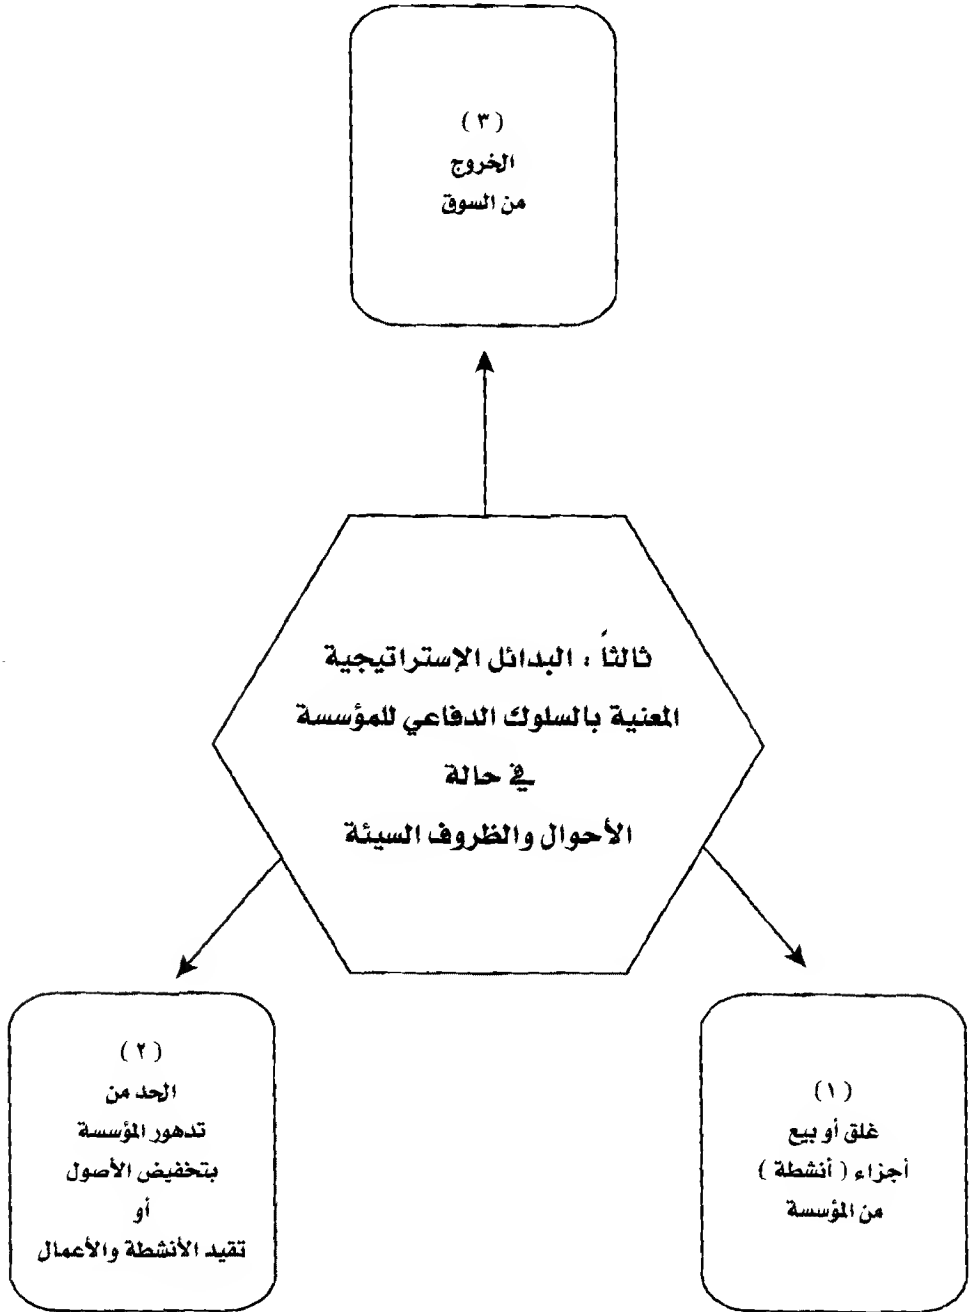 ( ٣ )
الخروج
من السوق
ثالثاً : البدائل الإستراتيجية
المعنية بالسلوك الدفاعي للمؤسسة
في حالة
الأحوال والظروف السيئة
( ١ )
غلق أو بيع
أجزاء ( أنشطة )
من المؤسسة
( ٢ )
الحد من
تدهور المؤسسة
بتخفيض الأصول
أو
تقيد الأنشطة والأعمال